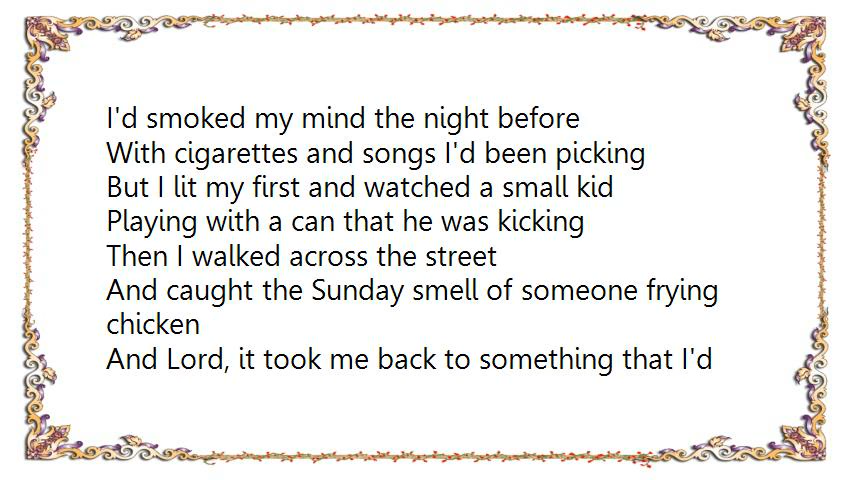 I'd smoked my mind the night before
With cigarettes and songs I'd been picking
But I lit my first and watched a small kid
Playing with a can that he was kicking
Then I walked across the street
And caught the Sunday smell of someone frying
chicken
And Lord, it took me back to something that I'd